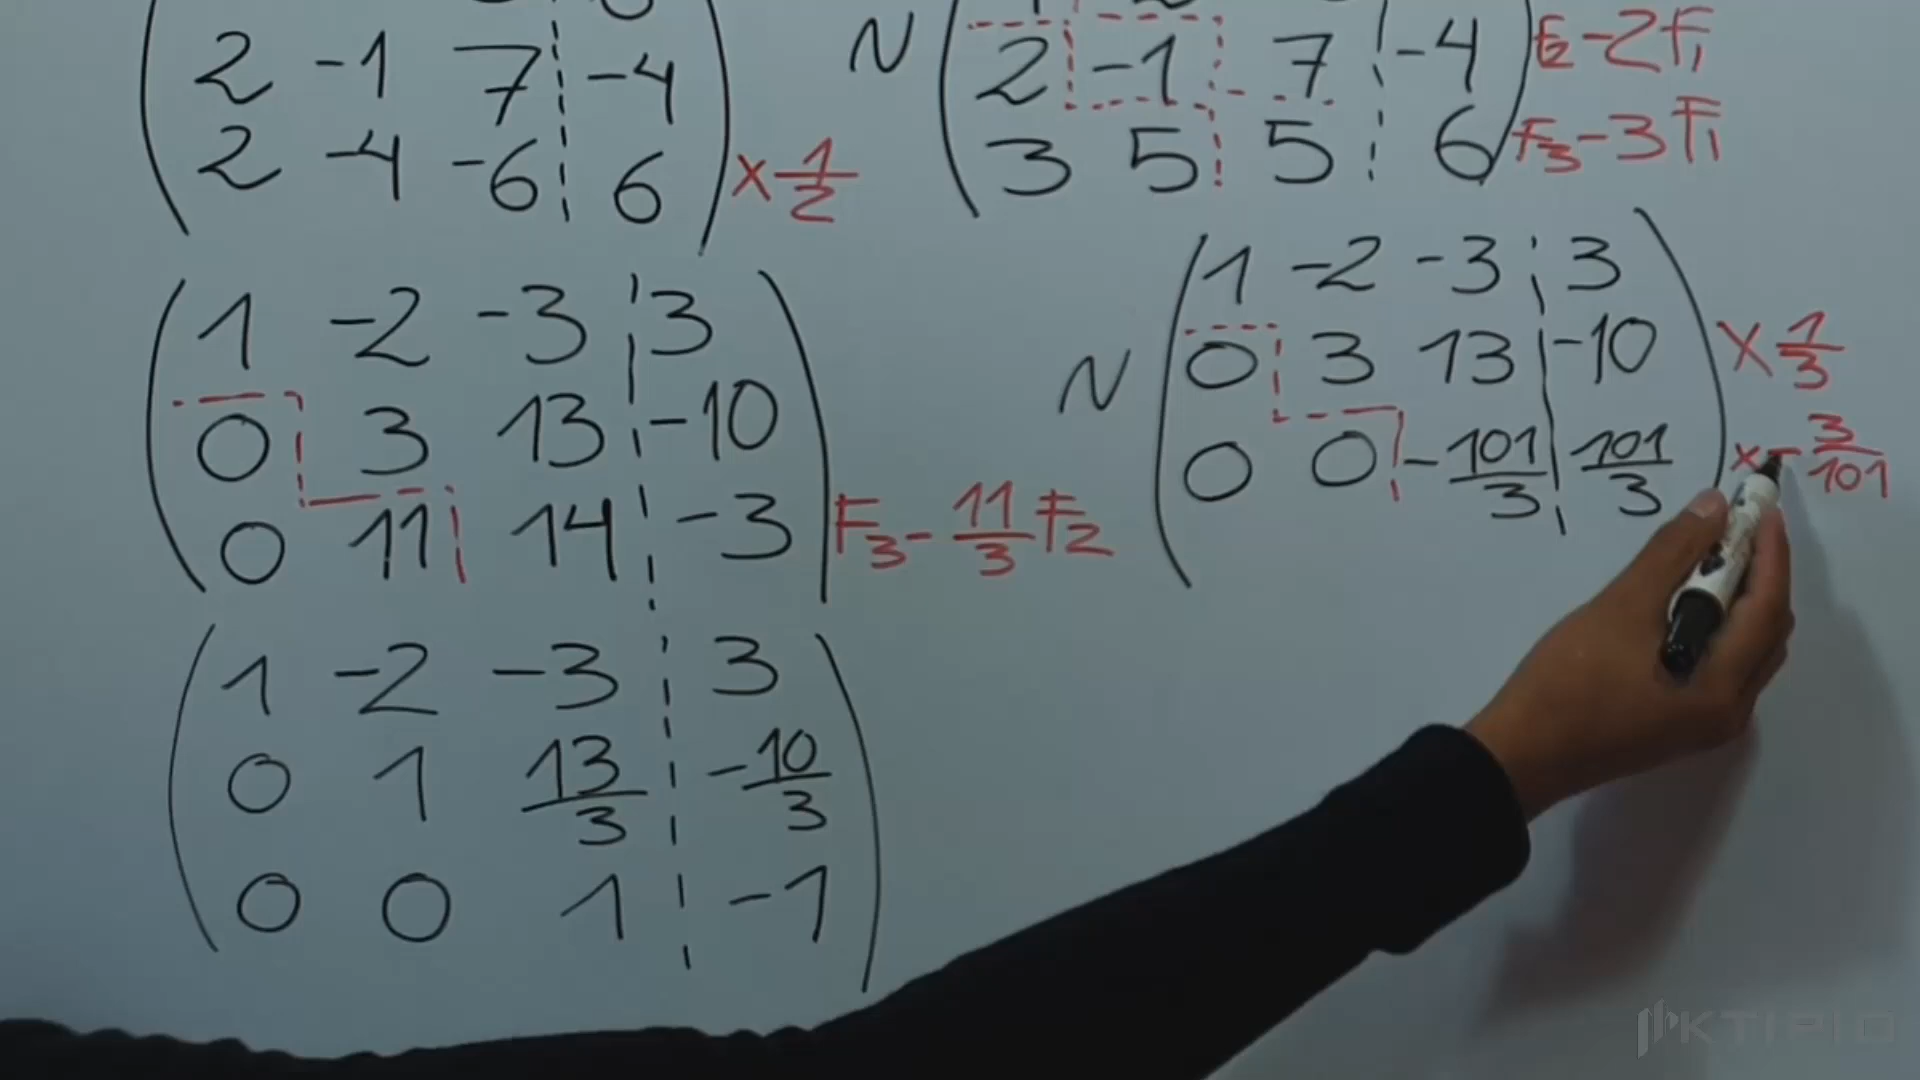 2 -1 7 -4
2 -4 -6 6 × 1/2
~ 2 -1 7 -4 F2 - 2F1
3 5 5 6 F3 - 3F1
1 -2 -3 3
0 3 13 -10
0 11 14 -3 F3 - 11/3 F2
~ 1 -2 -3 3
0 3 13 -10 × 1/3
0 0 -101/3 101/3 × - 3/101
1 -2 -3 3
0 1 13/3 -10/3
0 0 1 -1
KTIPIO